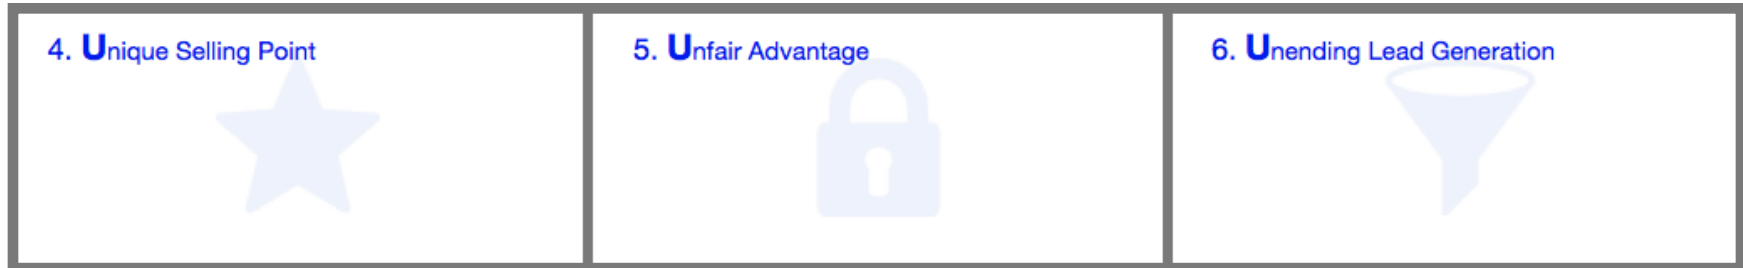 4. Unique Selling Point
5. Unfair Advantage
6. Unending Lead Generation